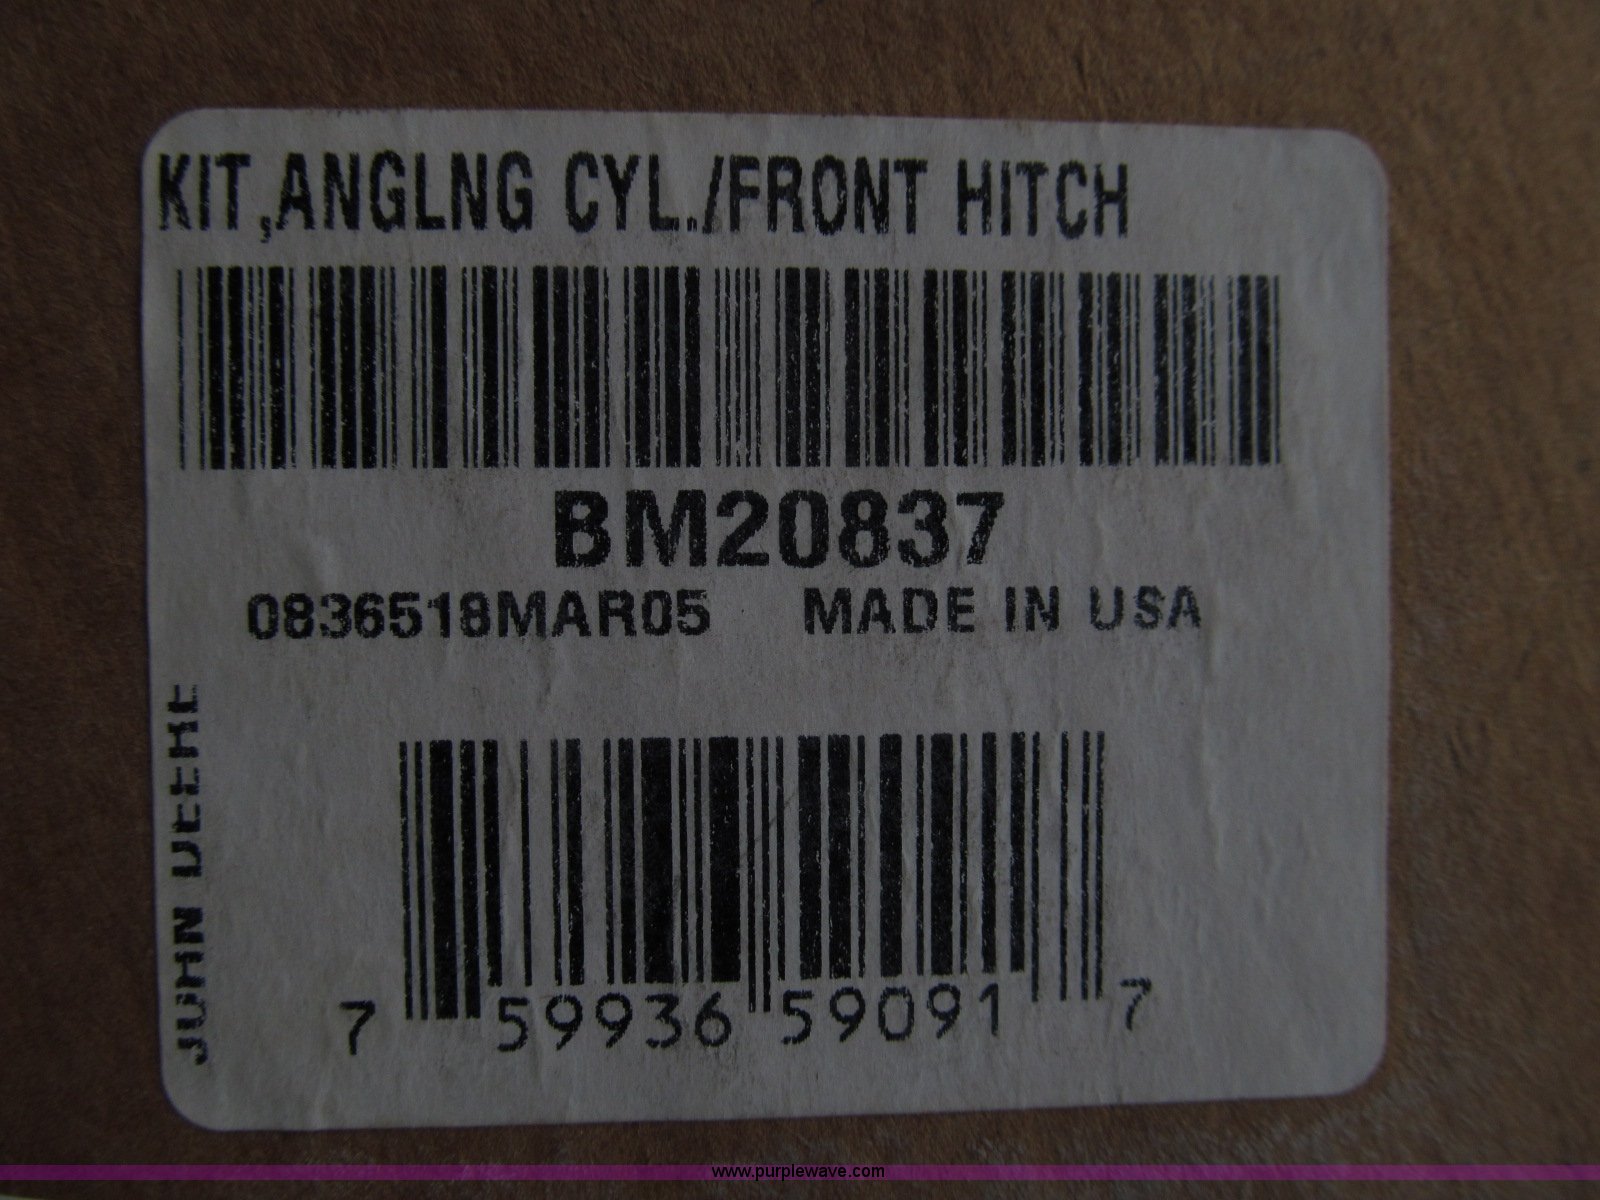 KIT,ANGLNG CYL./FRONT HITCH
BM20837
0836518MAR05 MADE IN USA
JOHN DEERE
7 59936 59091 7
www.purplewave.com